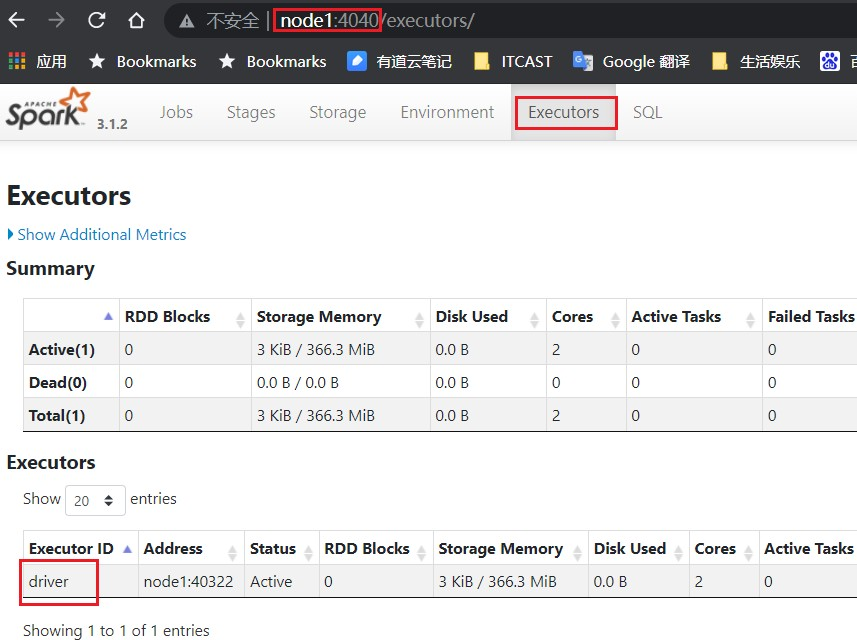 不安全 | node1:4040/executors/
应用 Bookmarks Bookmarks 有道云笔记 ITCAST Google 翻译 生活娱乐
APACHE Spark 3.1.2 Jobs Stages Storage Environment Executors SQL
Executors
Show Additional Metrics
Summary
RDD Blocks Storage Memory Disk Used Cores Active Tasks Failed Tasks
Active(1) 0 3 KiB / 366.3 MiB 0.0 B 2 0 0
Dead(0) 0 0.0 B / 0.0 B 0.0 B 0 0 0
Total(1) 0 3 KiB / 366.3 MiB 0.0 B 2 0 0
Executors
Show 20 entries
Executor ID Address Status RDD Blocks Storage Memory Disk Used Cores Active Tasks
driver node1:40322 Active 0 3 KiB / 366.3 MiB 0.0 B 2 0
Showing 1 to 1 of 1 entries